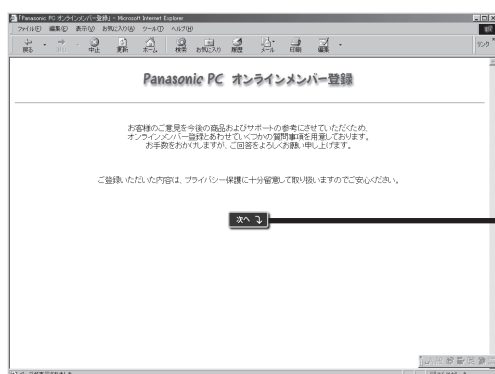 「Panasonic PC オンラインメンバー登録」 - Microsoft Internet Explorer
ファイル(F) 編集(E) 表示(V) お気に入り(A) ツール(T) ヘルプ(H)
戻る 中止 更新 ホーム 検索 お気に入り 履歴 メール 印刷 編集 リンク
Panasonic PC オンラインメンバー登録
お客様のご意見を今後の商品およびサポートの参考にさせていただくため、
オンラインメンバー登録とあわせていくつかの質問事項を用意しております。
お手数をおかけしますが、ご回答をよろしくお願い申し上げます。
ご登録いただいた内容は、プライバシー保護に十分留意して取り扱いますのでご安心ください。
次へ